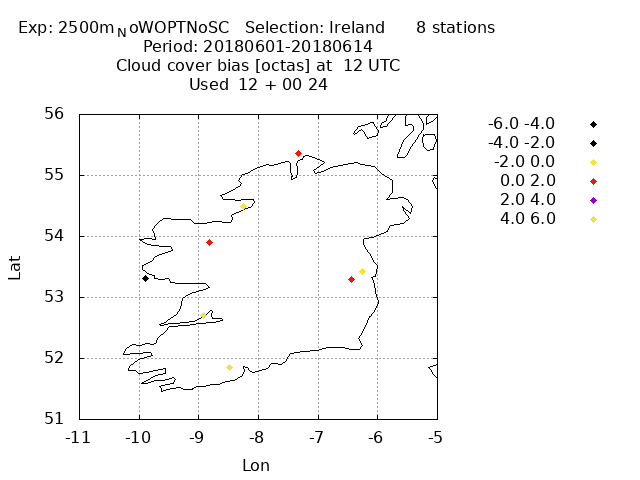 Exp: 2500m_NoWOPTNoSC   Selection: Ireland      8 stations
Period: 20180601-20180614
Cloud cover bias [octas] at  12 UTC
Used  12 + 00 24
-6.0 -4.0
-4.0 -2.0
-2.0 0.0
0.0 2.0
2.0 4.0
4.0 6.0
56
55
54
53
52
51
Lat
-11 -10 -9 -8 -7 -6 -5
Lon